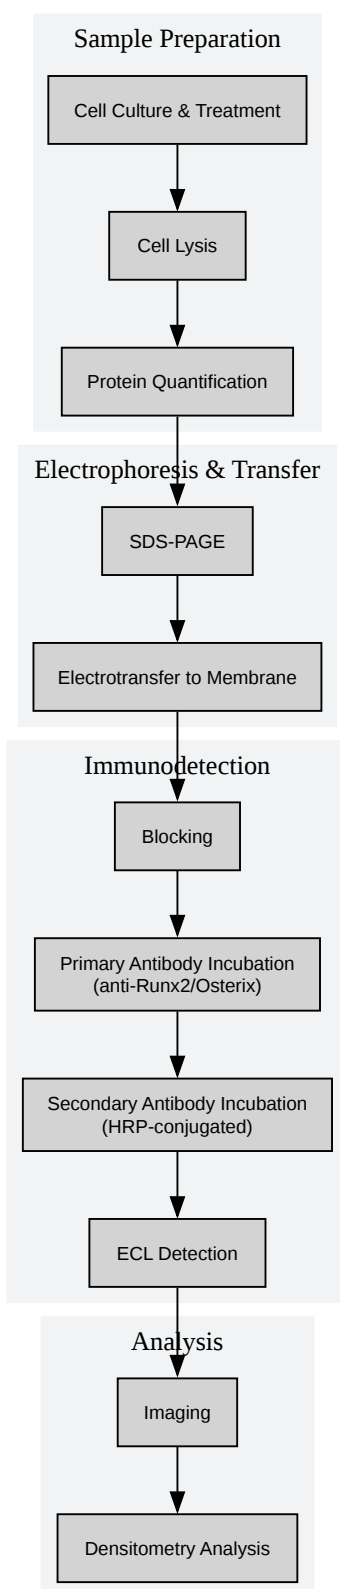 Sample Preparation
Cell Culture & Treatment
Cell Lysis
Protein Quantification
Electrophoresis & Transfer
SDS-PAGE
Electrotransfer to Membrane
Immunodetection
Blocking
Primary Antibody Incubation
(anti-Runx2/Osterix)
Secondary Antibody Incubation
(HRP-conjugated)
ECL Detection
Analysis
Imaging
Densitometry Analysis